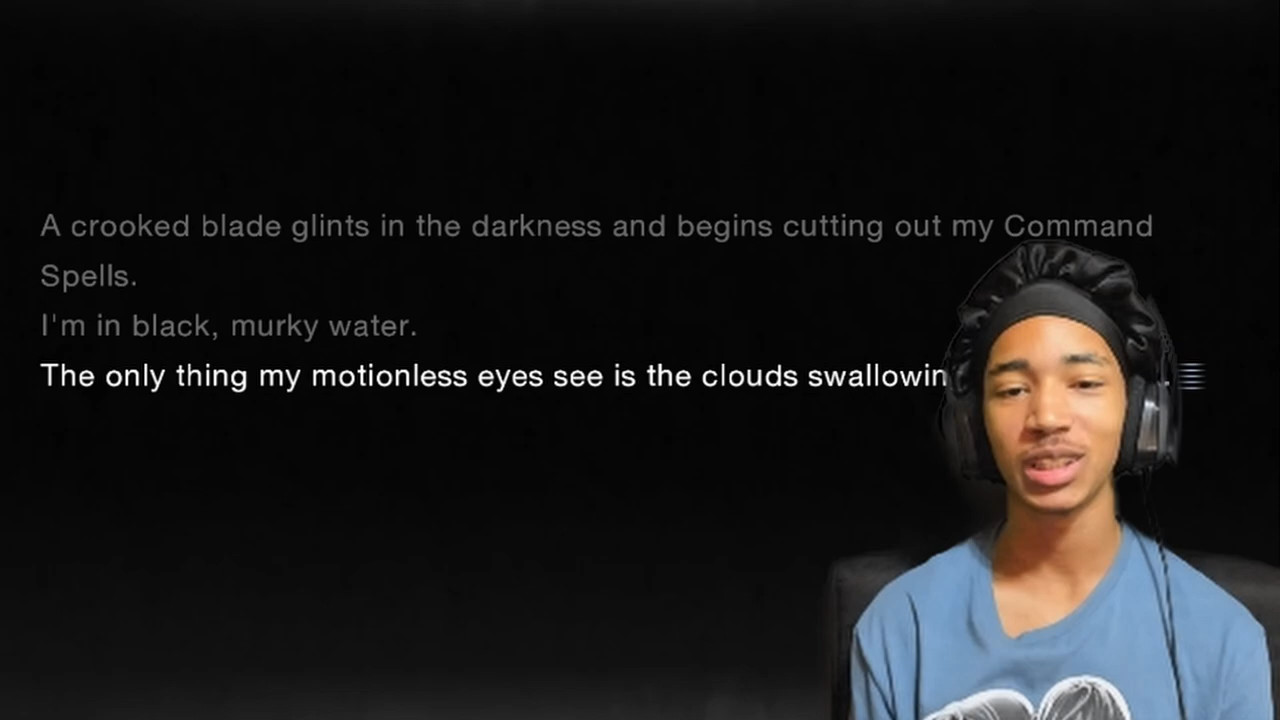 A crooked blade glints in the darkness and begins cutting out my Command
Spells.
I'm in black, murky water.
The only thing my motionless eyes see is the clouds